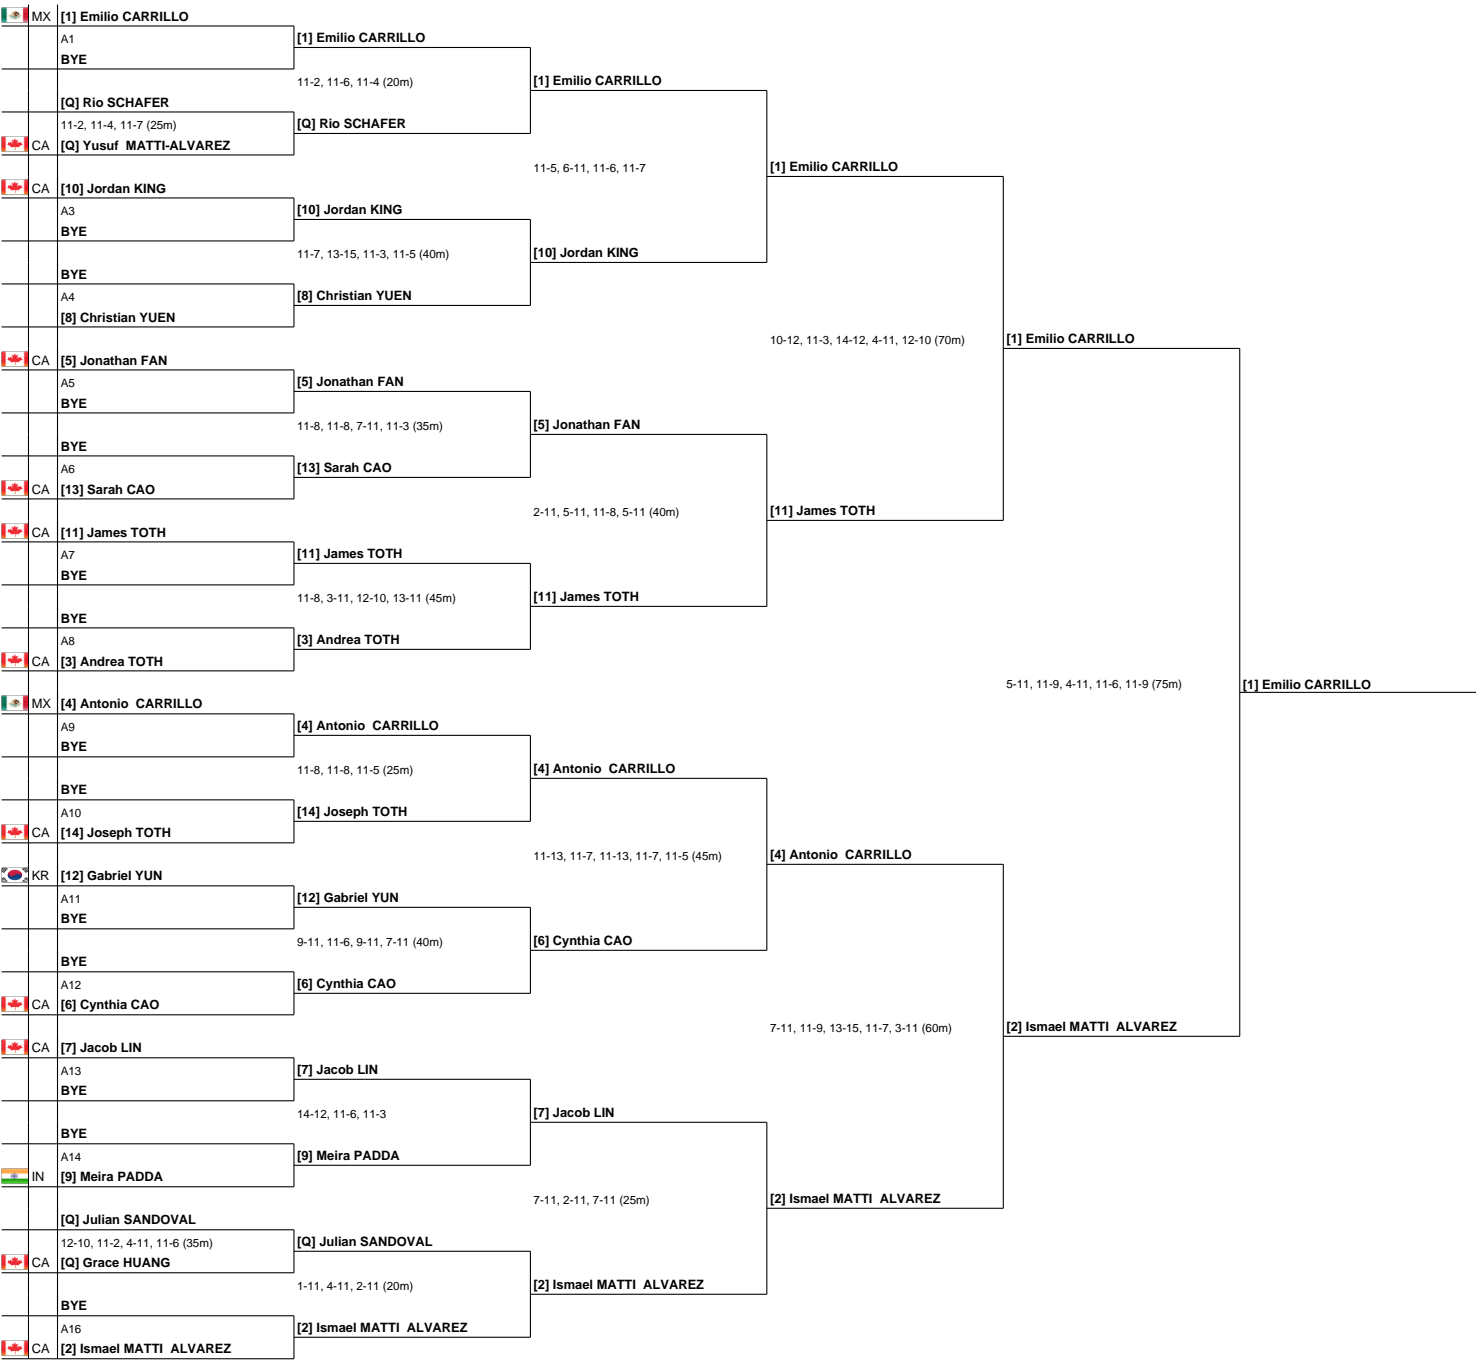 MX [1] Emilio CARRILLO
A1
BYE
[1] Emilio CARRILLO
11-2, 11-6, 11-4 (20m)
[1] Emilio CARRILLO
[Q] Rio SCHAFER
11-2, 11-4, 11-7 (25m)
CA [Q] Yusuf MATTI-ALVAREZ
[Q] Rio SCHAFER
11-5, 6-11, 11-6, 11-7
[1] Emilio CARRILLO
CA [10] Jordan KING
A3
BYE
[10] Jordan KING
11-7, 13-15, 11-3, 11-5 (40m)
[10] Jordan KING
BYE
A4
[8] Christian YUEN
[8] Christian YUEN
10-12, 11-3, 14-12, 4-11, 12-10 (70m)
[1] Emilio CARRILLO
CA [5] Jonathan FAN
A5
BYE
[5] Jonathan FAN
11-8, 11-8, 7-11, 11-3 (35m)
[5] Jonathan FAN
BYE
A6
CA [13] Sarah CAO
[13] Sarah CAO
2-11, 5-11, 11-8, 5-11 (40m)
[11] James TOTH
CA [11] James TOTH
A7
BYE
[11] James TOTH
11-8, 3-11, 12-10, 13-11 (45m)
[11] James TOTH
BYE
A8
CA [3] Andrea TOTH
[3] Andrea TOTH
5-11, 11-9, 4-11, 11-6, 11-9 (75m)
[1] Emilio CARRILLO
MX [4] Antonio CARRILLO
A9
BYE
[4] Antonio CARRILLO
11-8, 11-8, 11-5 (25m)
[4] Antonio CARRILLO
BYE
A10
CA [14] Joseph TOTH
[14] Joseph TOTH
11-13, 11-7, 11-13, 11-7, 11-5 (45m)
[4] Antonio CARRILLO
KR [12] Gabriel YUN
A11
BYE
[12] Gabriel YUN
9-11, 11-6, 9-11, 7-11 (40m)
[6] Cynthia CAO
BYE
A12
CA [6] Cynthia CAO
[6] Cynthia CAO
7-11, 11-9, 13-15, 11-7, 3-11 (60m)
[2] Ismael MATTI ALVAREZ
CA [7] Jacob LIN
A13
BYE
[7] Jacob LIN
14-12, 11-6, 11-3
[7] Jacob LIN
BYE
A14
IN [9] Meira PADDA
[9] Meira PADDA
7-11, 2-11, 7-11 (25m)
[2] Ismael MATTI ALVAREZ
[Q] Julian SANDOVAL
12-10, 11-2, 4-11, 11-6 (35m)
CA [Q] Grace HUANG
[Q] Julian SANDOVAL
1-11, 4-11, 2-11 (20m)
[2] Ismael MATTI ALVAREZ
BYE
A16
CA [2] Ismael MATTI ALVAREZ
[2] Ismael MATTI ALVAREZ